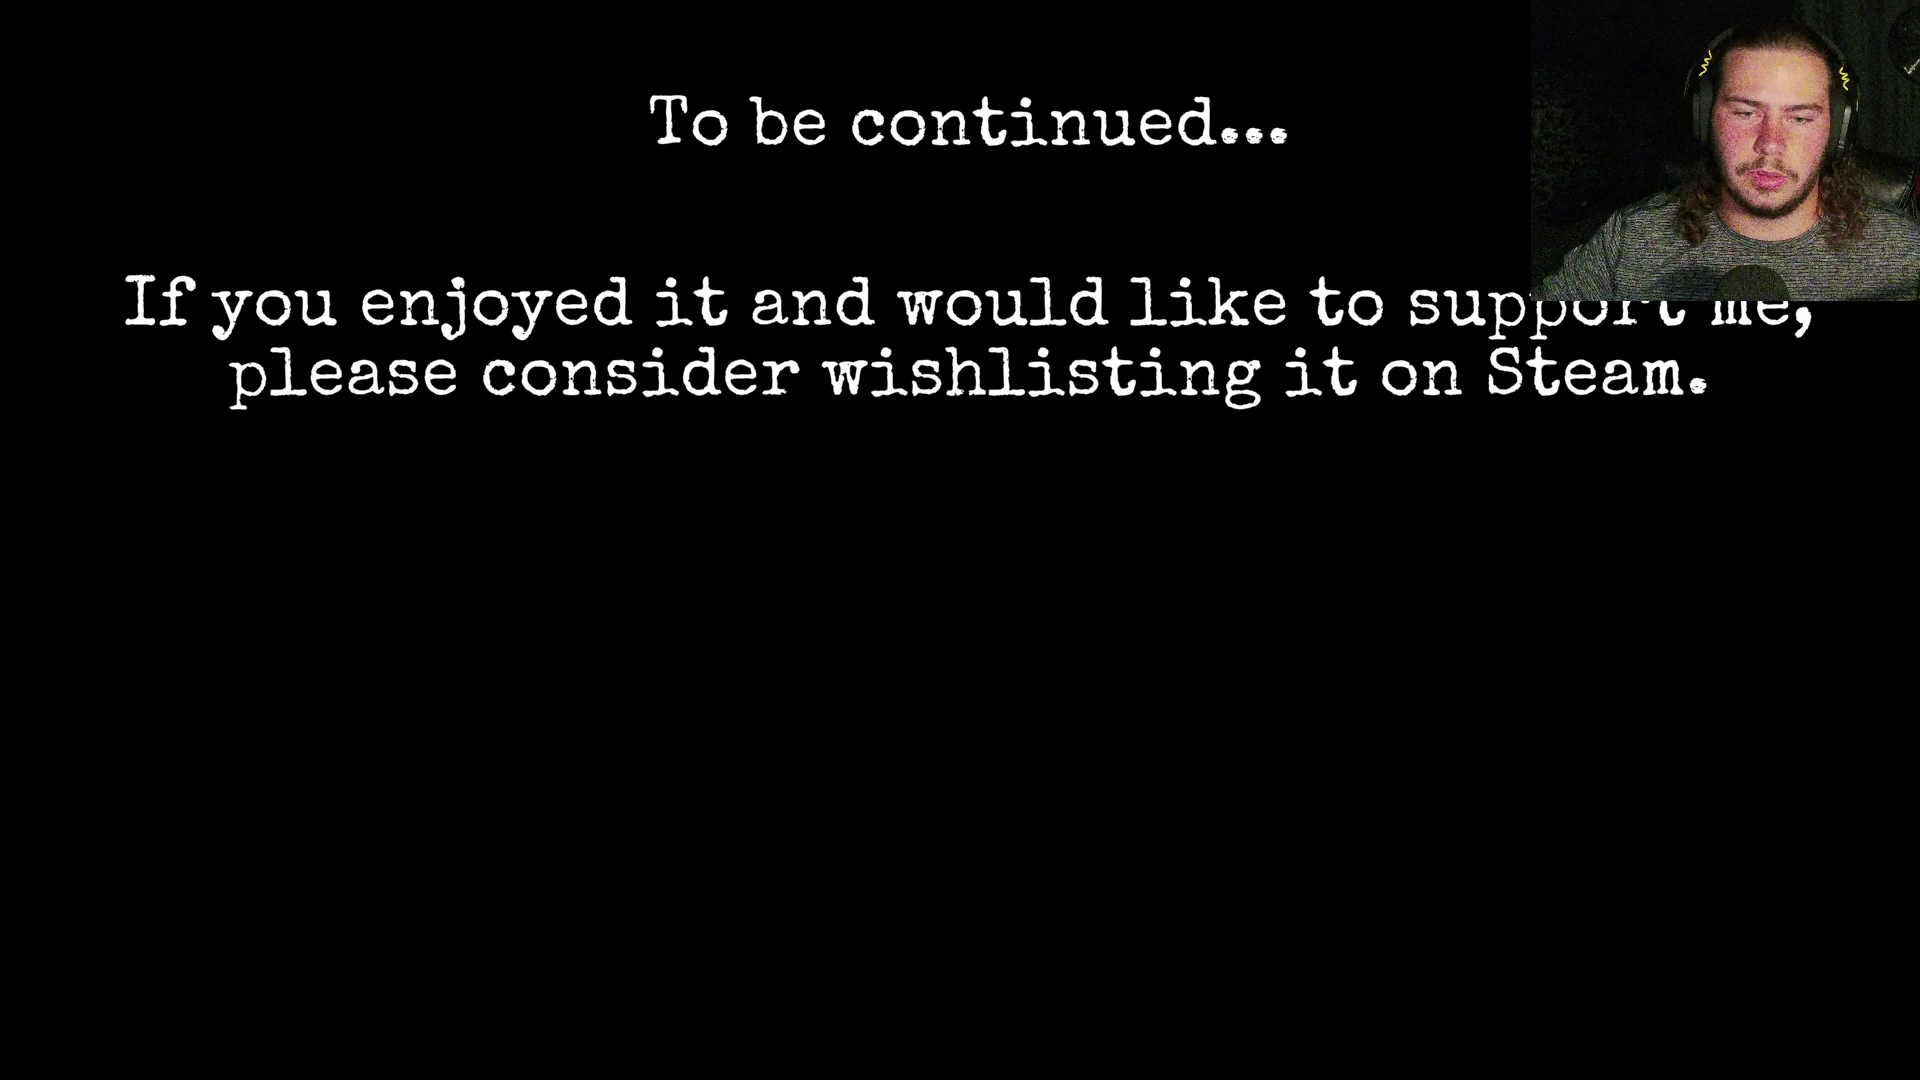 To be continued...
If you enjoyed it and would like to support me,
please consider wishlisting it on Steam.